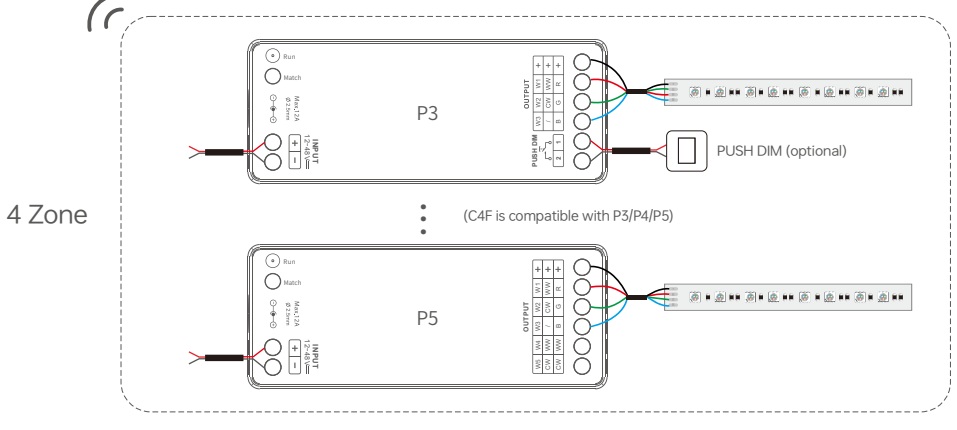 4 Zone
Run
Match
Max.12A
Ø 2.5mm
INPUT
12~48V
+
−
P3
OUTPUT
+ + +
W1 WW R
W2 CW G
W3 / B
PUSH DIM
1
2
PUSH DIM (optional)
(C4F is compatible with P3/P4/P5)
Run
Match
Max.12A
Ø 2.5mm
INPUT
12~48V
+
−
P5
OUTPUT
+ + +
W1 WW R
W2 CW G
W3 / B
W4 WW WW
W5 CW CW